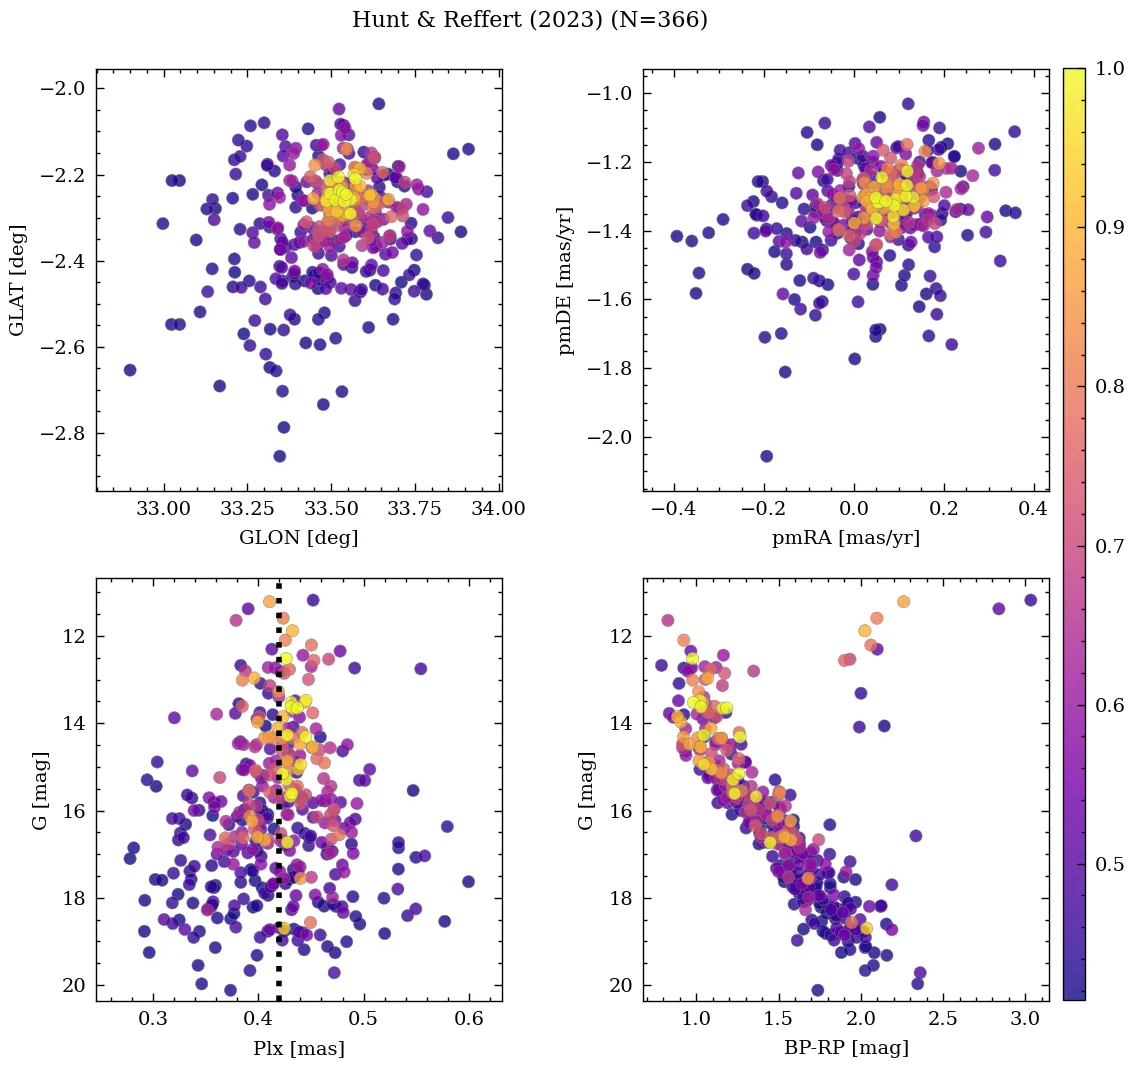 Hunt & Reffert (2023) (N=366)
−2.0
−2.2
−2.4
−2.6
−2.8
GLAT [deg]
33.00 33.25 33.50 33.75 34.00
GLON [deg]
−1.0
−1.2
−1.4
−1.6
−1.8
−2.0
pmDE [mas/yr]
−0.4 −0.2 0.0 0.2 0.4
pmRA [mas/yr]
12
14
16
18
20
G [mag]
0.3 0.4 0.5 0.6
Plx [mas]
12
14
16
18
20
G [mag]
1.0 1.5 2.0 2.5 3.0
BP-RP [mag]
1.0
0.9
0.8
0.7
0.6
0.5